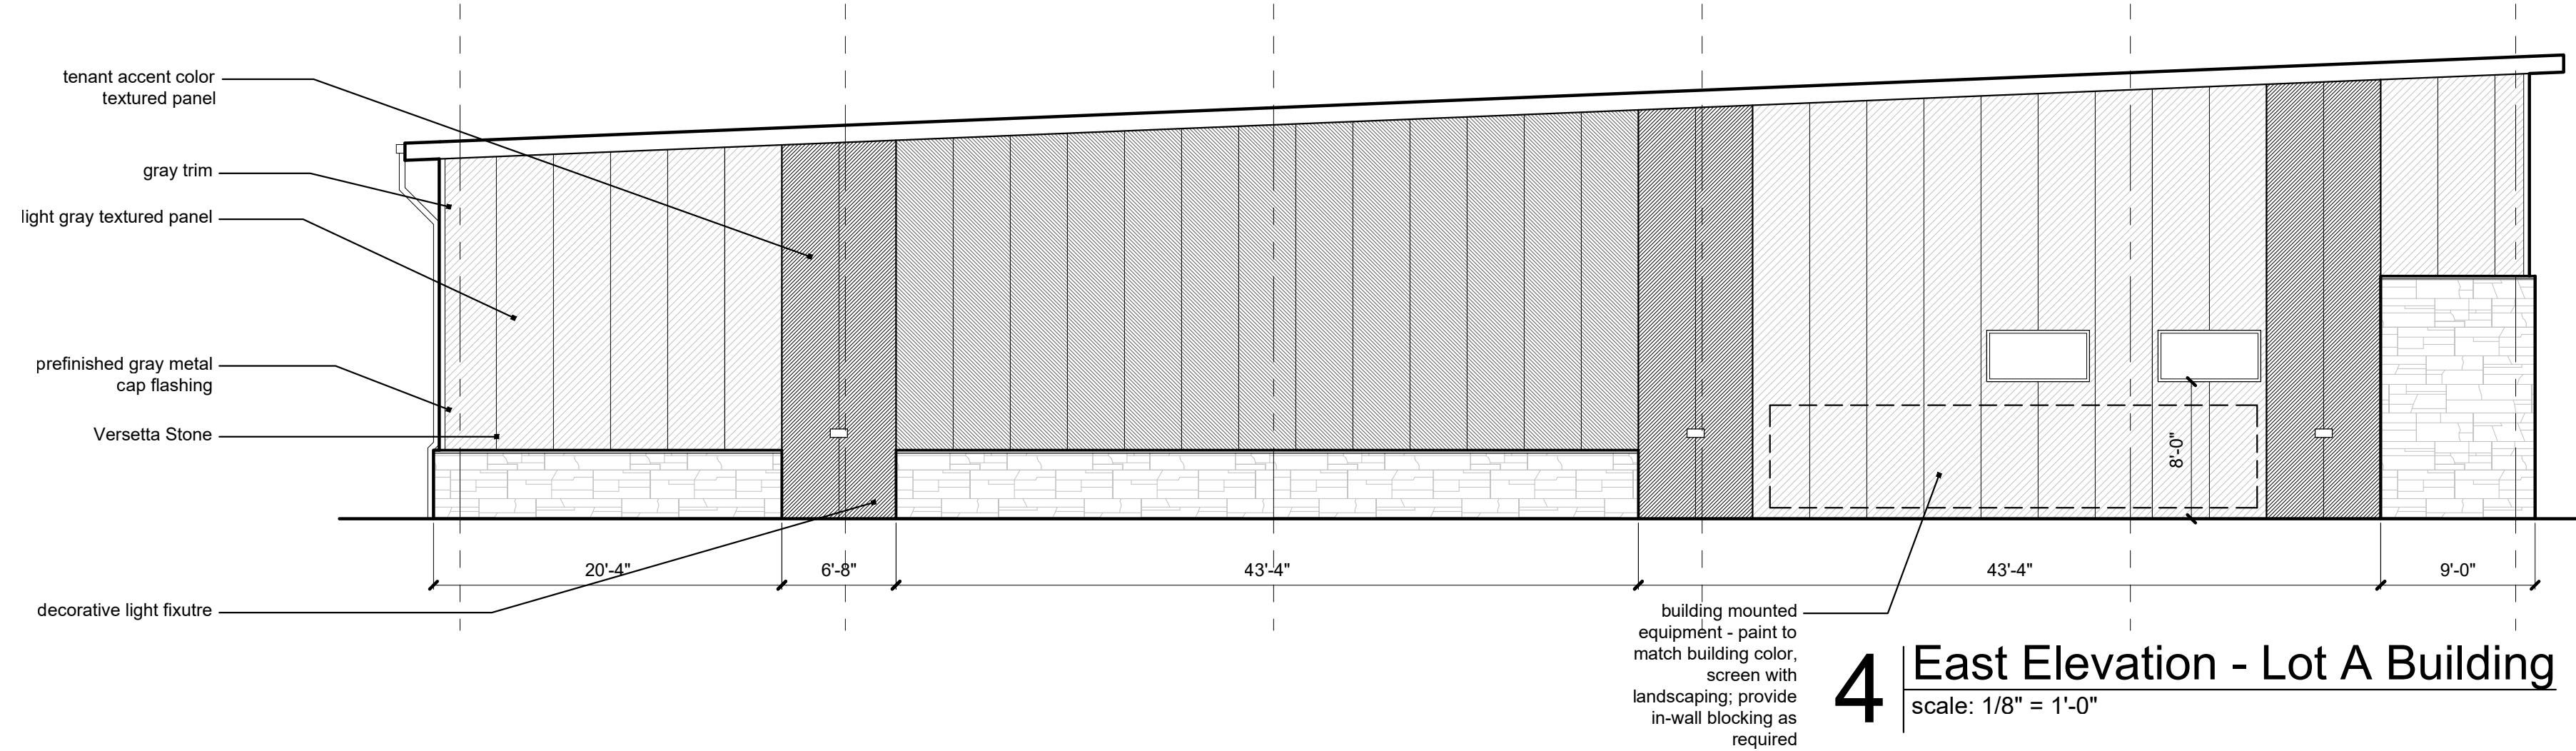 tenant accent color
textured panel
gray trim
light gray textured panel
prefinished gray metal
cap flashing
Versetta Stone
8'-0"
20'-4"
6'-8"
43'-4"
43'-4"
9'-0"
decorative light fixutre
building mounted
equipment - paint to
match building color,
screen with
landscaping; provide
in-wall blocking as
required
4
East Elevation - Lot A Building
scale: 1/8" = 1'-0"